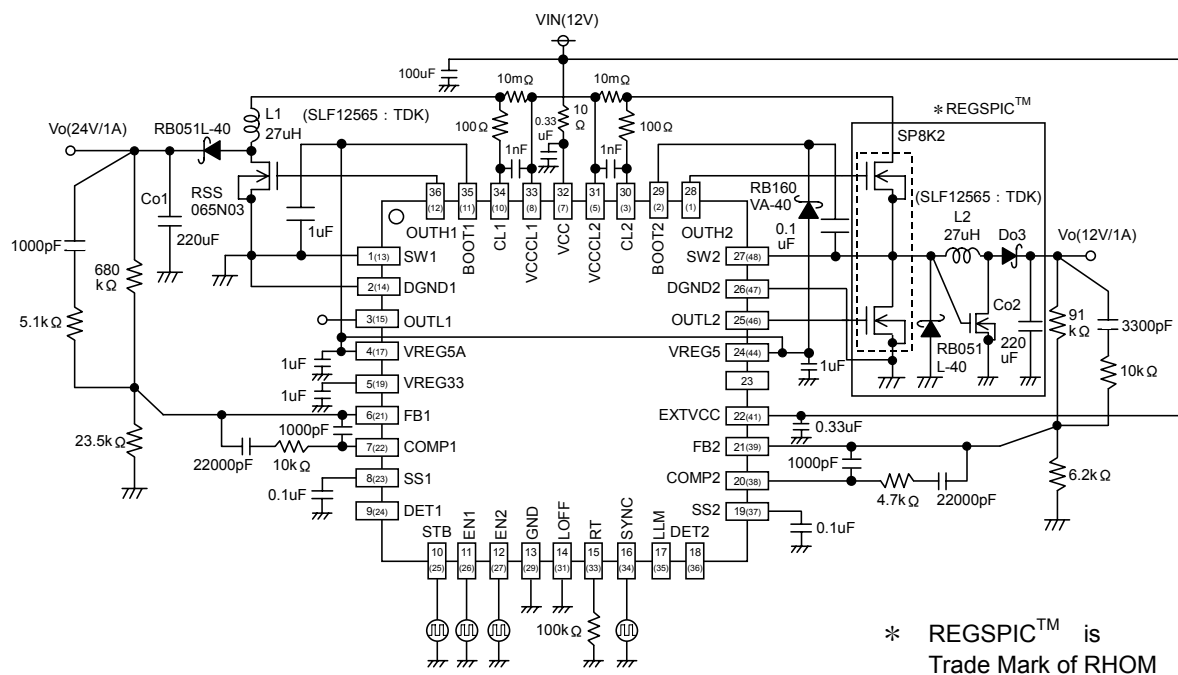 VIN(12V)
100uF
10mΩ
10mΩ
L1
(SLF12565 : TDK)
27uH
Vo(24V/1A)
RB051L-40
100Ω
0.33
uF
10
Ω
100Ω
1nF
1nF
＊REGSPIC™
SP8K2
RSS
065N03
Co1
220uF
1uF
1000pF
680
kΩ
5.1kΩ
23.5kΩ
36
(12)
35
(11)
34
(10)
33
(8)
32
(7)
31
(5)
30
(3)
29
(2)
28
(1)
OUTH1
BOOT1
CL1
VCCCL1
VCC
VCCCL2
CL2
BOOT2
OUTH2
RB160
VA-40
0.1
uF
(SLF12565 : TDK)
L2
27uH
Do3
Vo(12V/1A)
1(13) SW1
2(14) DGND1
3(15) OUTL1
4(17) VREG5A
5(19) VREG33
6(21) FB1
7(22) COMP1
8(23) SS1
9(24) DET1
1uF
1uF
1000pF
22000pF
10kΩ
0.1uF
SW2 27(48)
DGND2 26(47)
OUTL2 25(46)
VREG5 24(44)
23
EXTVCC 22(41)
FB2 21(39)
COMP2 20(38)
SS2 19(37)
1uF
0.33uF
1000pF
4.7kΩ
22000pF
0.1uF
RB051
L-40
Co2
220
uF
91
kΩ
3300pF
10kΩ
6.2kΩ
STB
EN1
EN2
GND
LOFF
RT
SYNC
LLM
DET2
10
(25)
11
(26)
12
(27)
13
(29)
14
(31)
15
(33)
16
(34)
17
(35)
18
(36)
100kΩ
＊ REGSPIC™ is
Trade Mark of RHOM